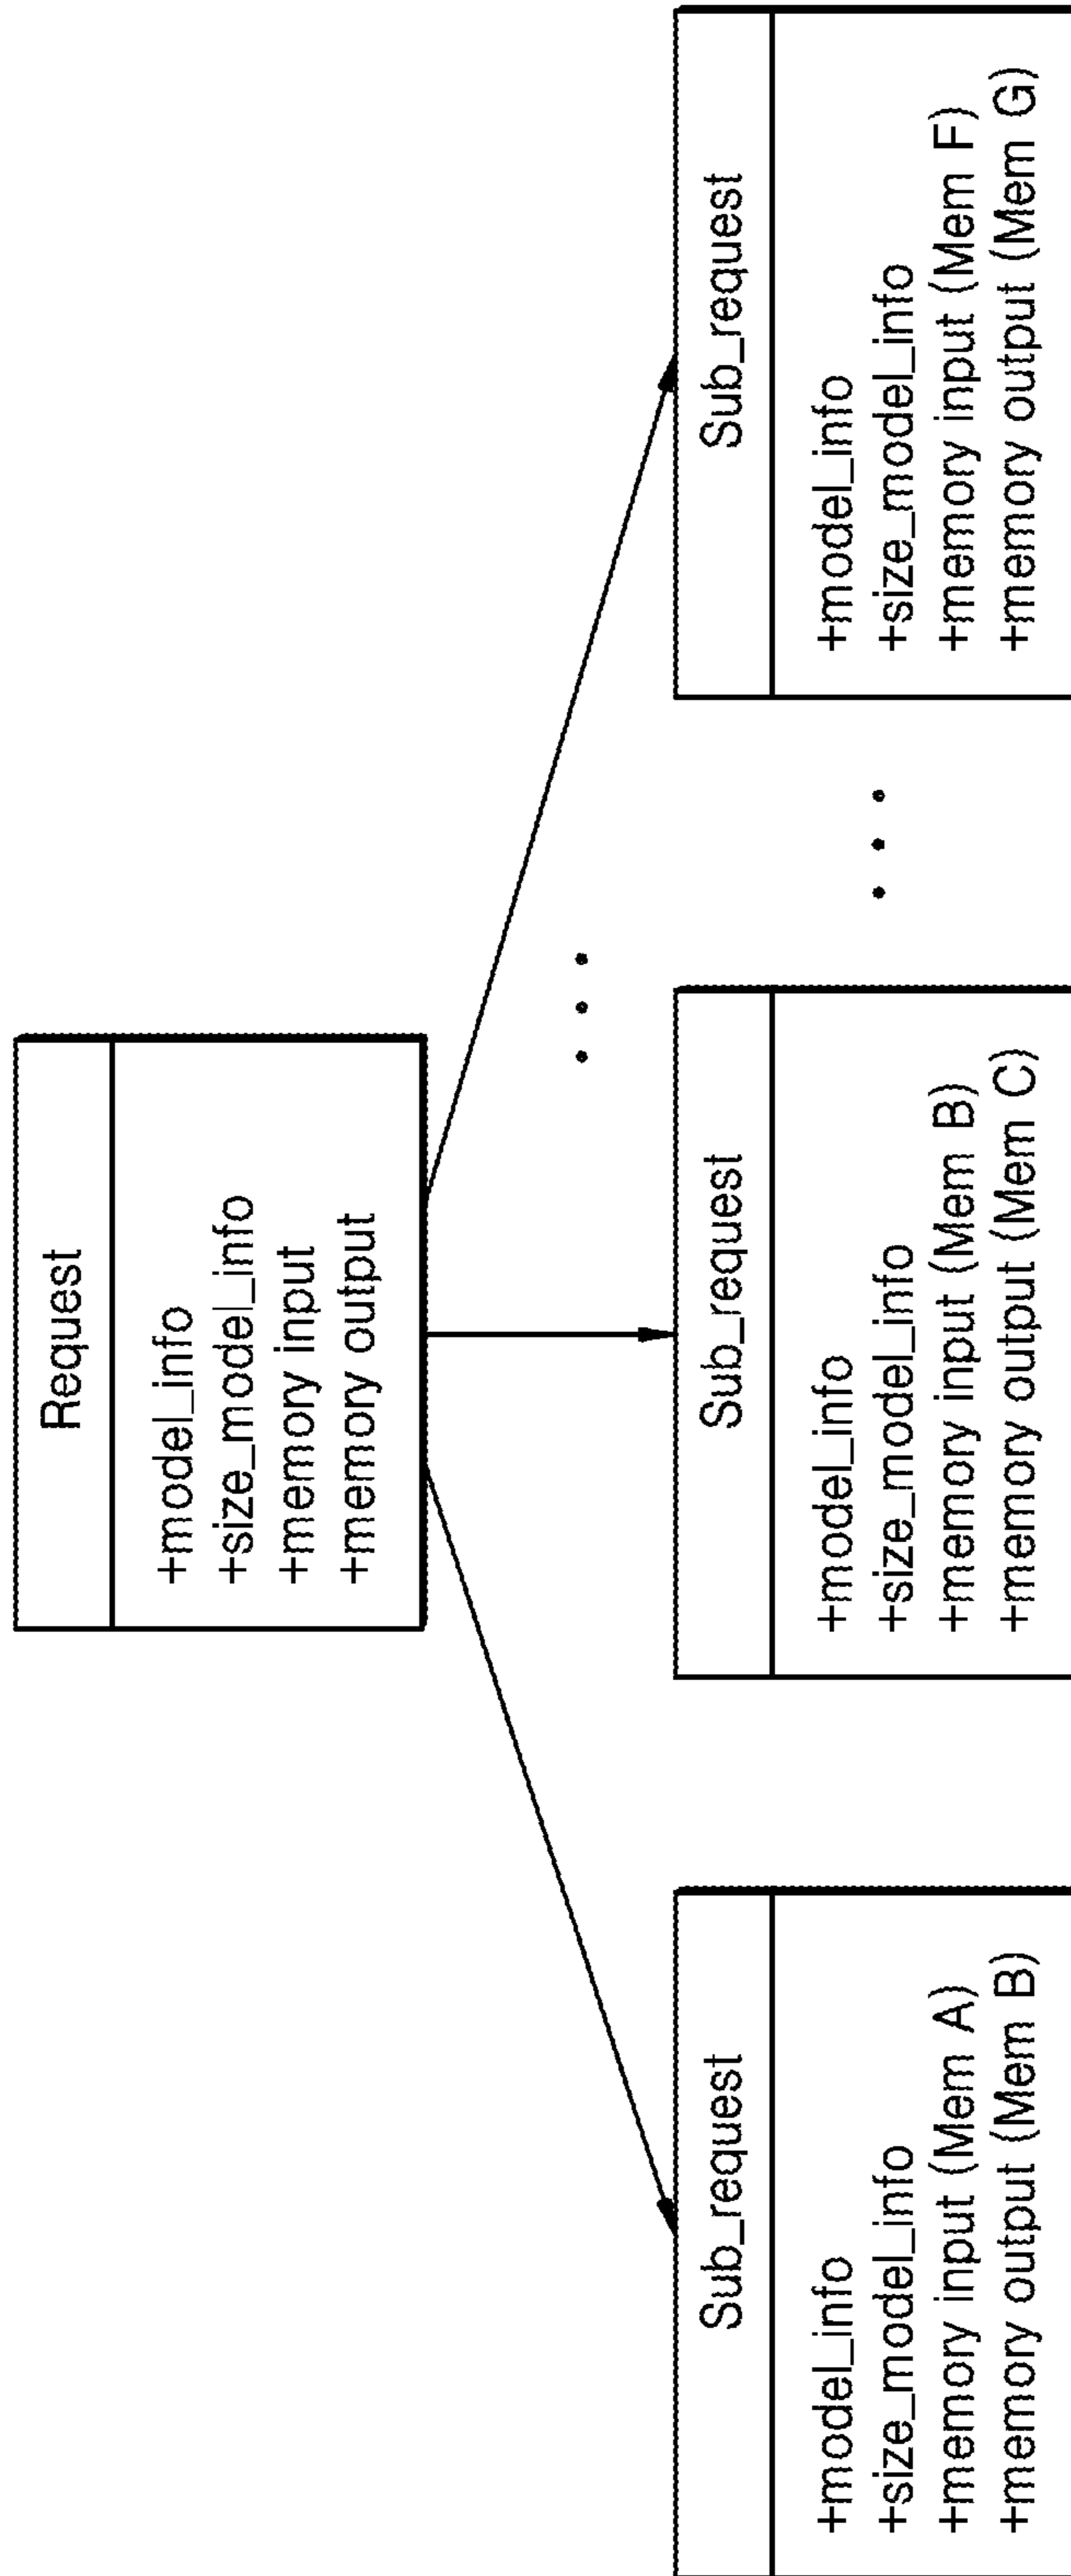 Request
+model_info
+size_model_info
+memory input
+memory output
Sub_request
+model_info
+size_model_info
+memory input (Mem A)
+memory output (Mem B)
Sub_request
+model_info
+size_model_info
+memory input (Mem B)
+memory output (Mem C)
Sub_request
+model_info
+size_model_info
+memory input (Mem F)
+memory output (Mem G)